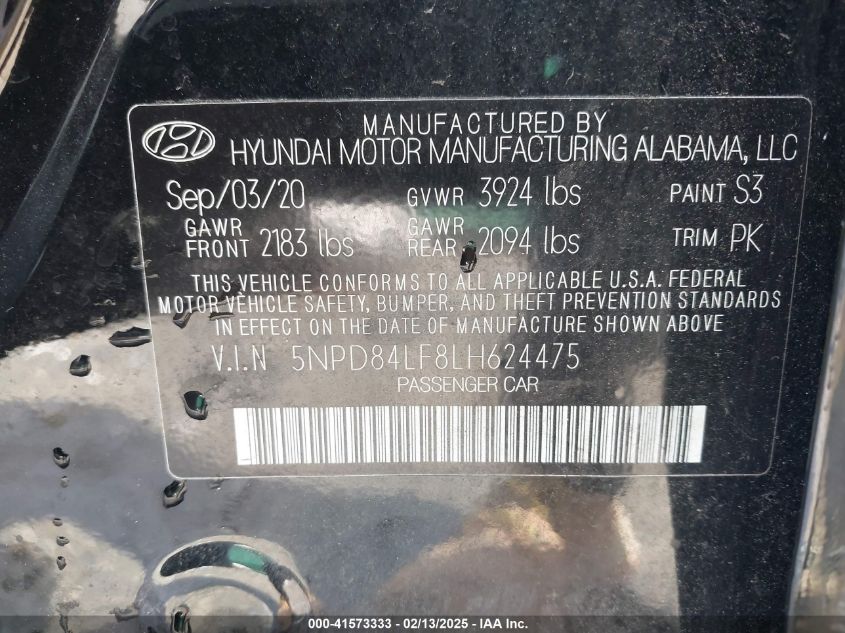 MANUFACTURED BY
HYUNDAI MOTOR MANUFACTURING ALABAMA, LLC
Sep/03/20 GVWR 3924 lbs PAINT S3
GAWR FRONT 2183 lbs GAWR REAR 2094 lbs TRIM PK
THIS VEHICLE CONFORMS TO ALL APPLICABLE U.S.A. FEDERAL
MOTOR VEHICLE SAFETY, BUMPER, AND THEFT PREVENTION STANDARDS
IN EFFECT ON THE DATE OF MANUFACTURE SHOWN ABOVE
V.I.N 5NPD84LF8LH624475
PASSENGER CAR
000-41573333 - 02/13/2025 - IAA Inc.